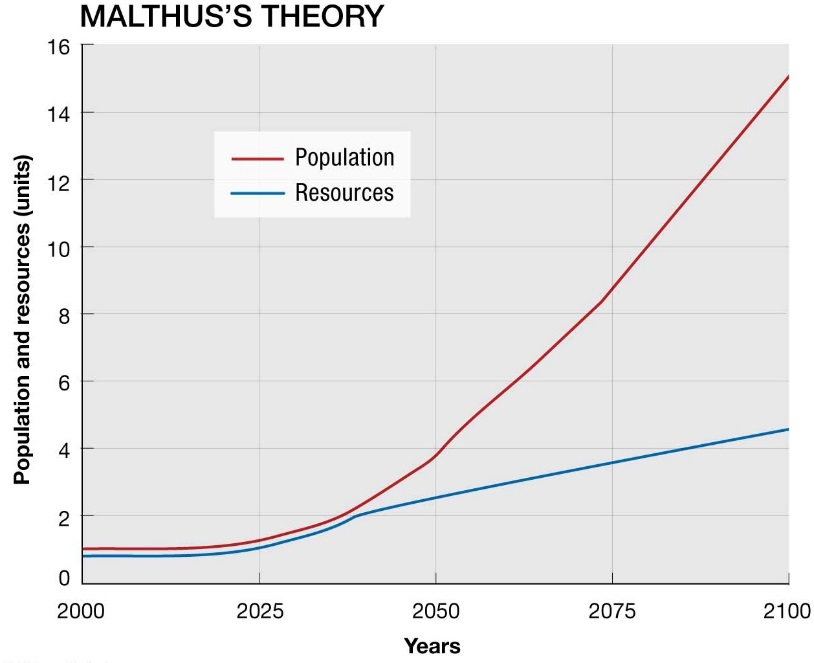 MALTHUS'S THEORY
16
14
12
10
8
6
4
2
0
Population and resources (units)
Population
Resources
2000 2025 2050 2075 2100
Years